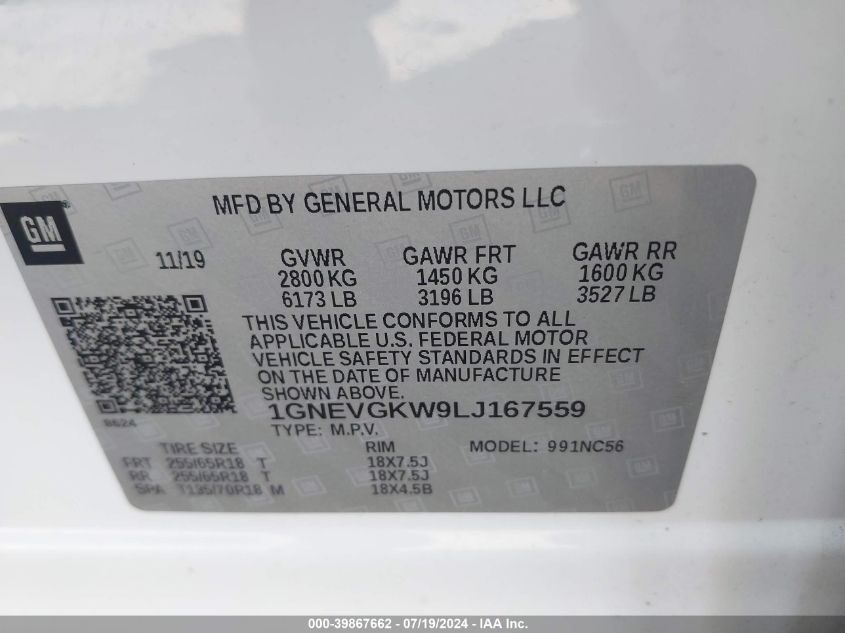 MFD BY GENERAL MOTORS LLC
GM
11/19 GVWR GAWR FRT GAWR RR
2800 KG 1450 KG 1600 KG
6173 LB 3196 LB 3527 LB
THIS VEHICLE CONFORMS TO ALL
APPLICABLE U.S. FEDERAL MOTOR
VEHICLE SAFETY STANDARDS IN EFFECT
ON THE DATE OF MANUFACTURE
SHOWN ABOVE.
8624
1GNEVGKW9LJ167559
TYPE: M.P.V. MODEL: 991NC56
TIRE SIZE RIM
FRT 255/65R18 T 18X7.5J
RR 255/65R18 T 18X7.5J
SPA T135/70R18 M 18X4.5B
000-39867662 - 07/19/2024 - IAA Inc.